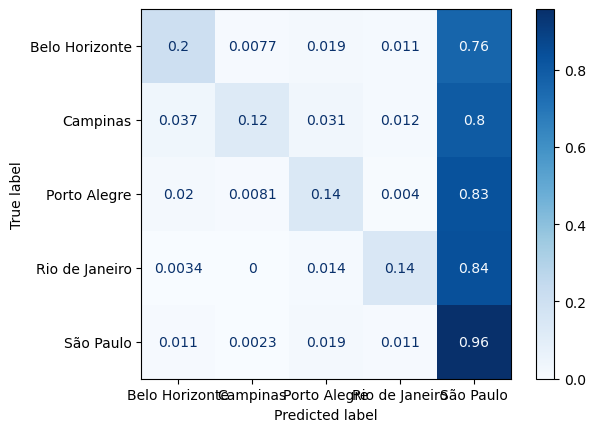 Belo Horizonte 0.2 0.0077 0.019 0.011 0.76
Campinas 0.037 0.12 0.031 0.012 0.8
Porto Alegre 0.02 0.0081 0.14 0.004 0.83
Rio de Janeiro 0.0034 0 0.014 0.14 0.84
São Paulo 0.011 0.0023 0.019 0.011 0.96
Belo Horizonte Campinas Porto Alegre Rio de Janeiro São Paulo
Predicted label
True label
0.8
0.6
0.4
0.2
0.0